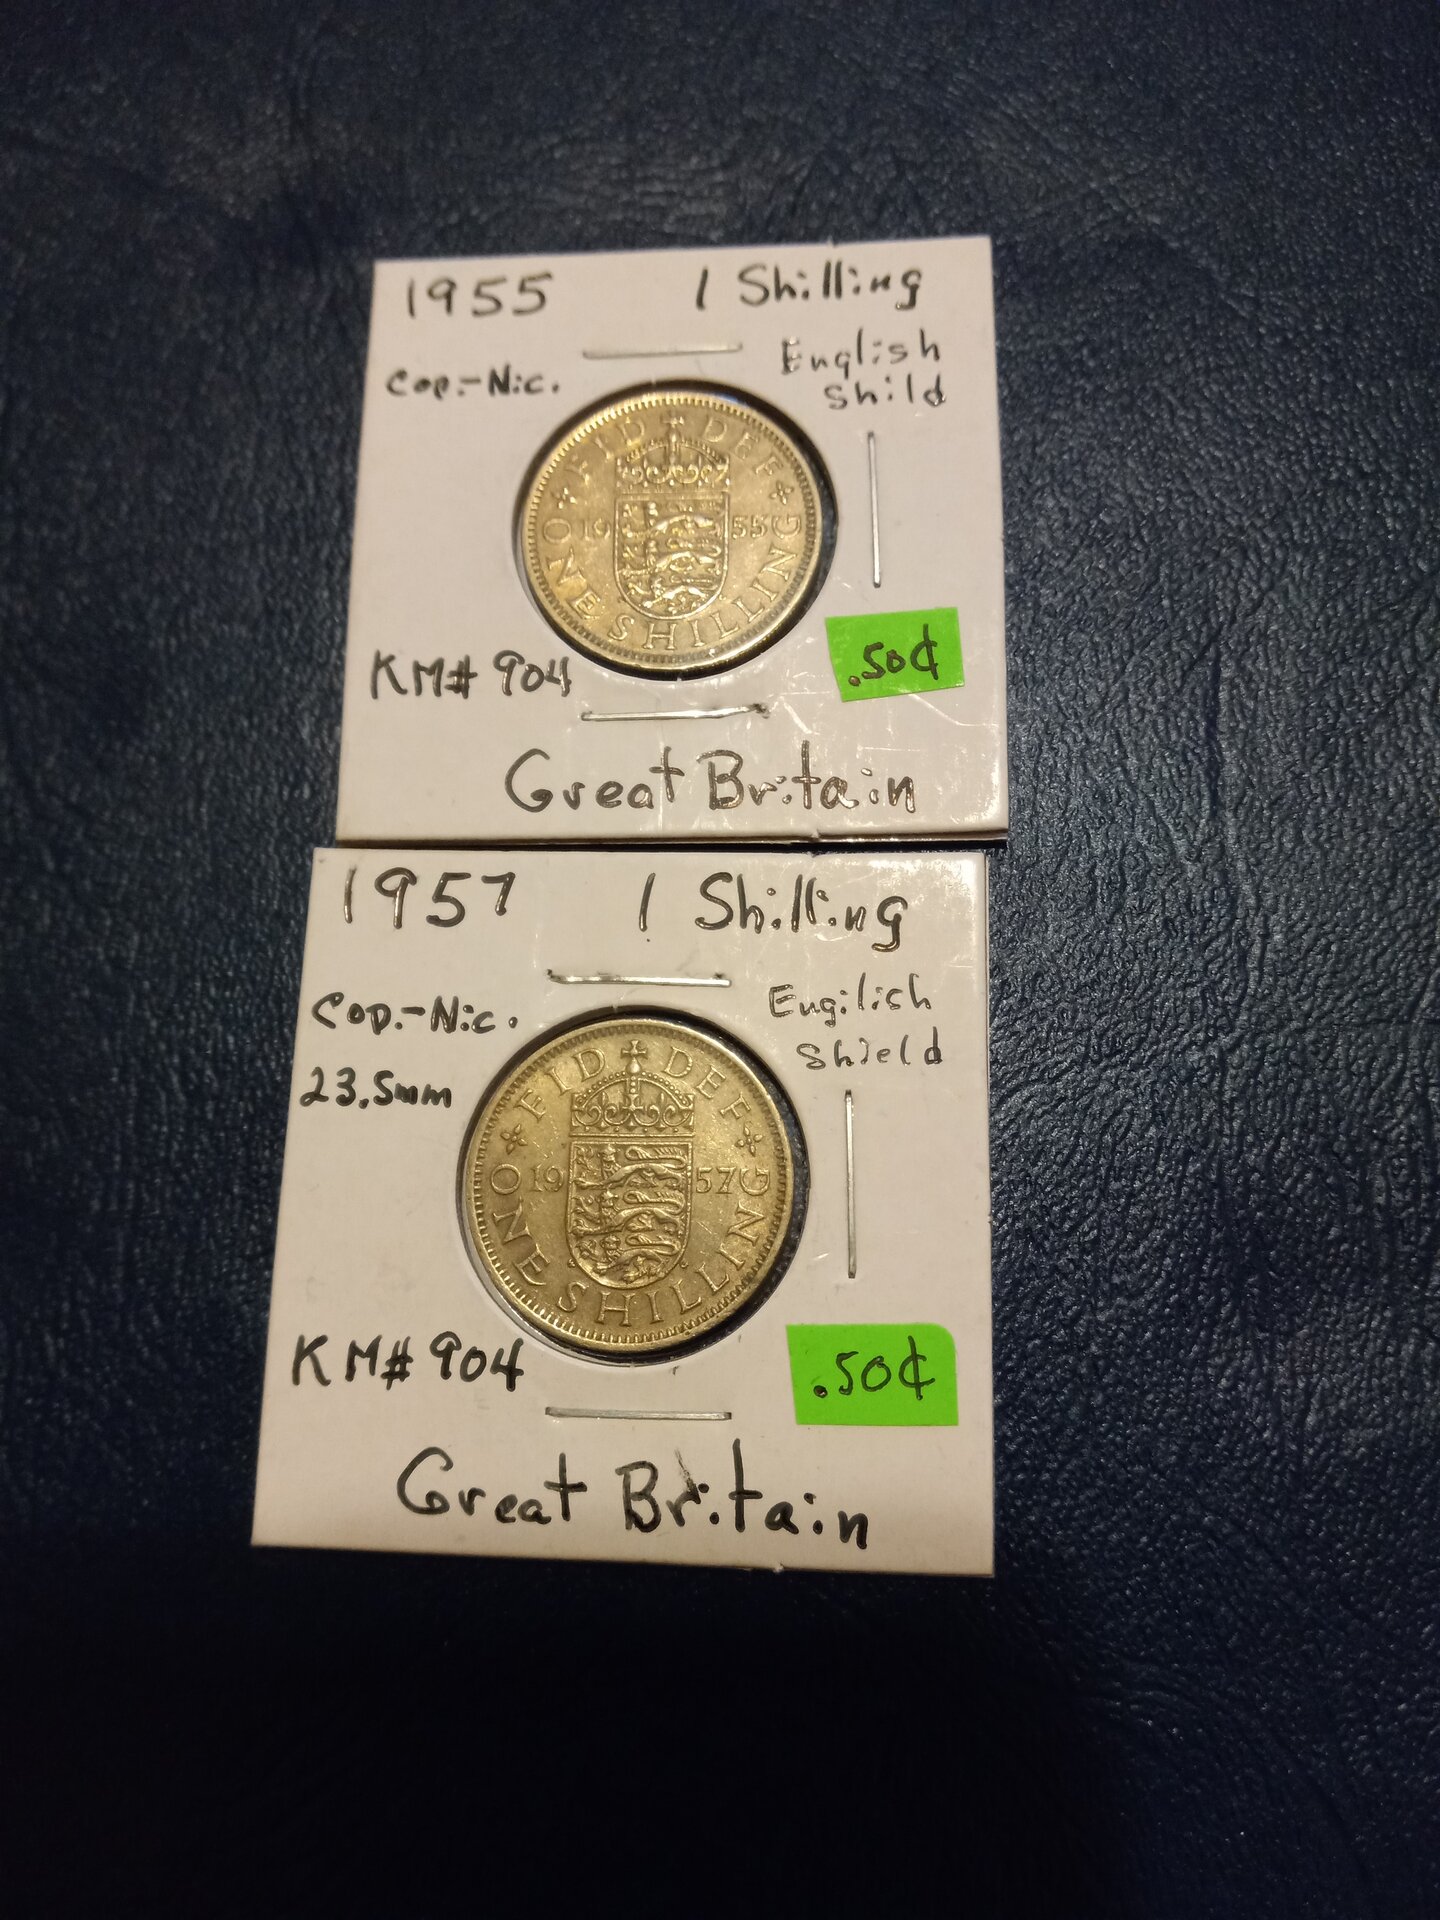 1955 1 Shilling
Cop.-Nic. English
Shild
FID DEF
19 55
ONE SHILLING
KM# 904 .50¢
Great Britain
1957 1 Shilling
Cop.-Nic. Engilish
Shield
23.5mm
FID DEF
19 57
ONE SHILLING
KM# 904 .50¢
Great Britain